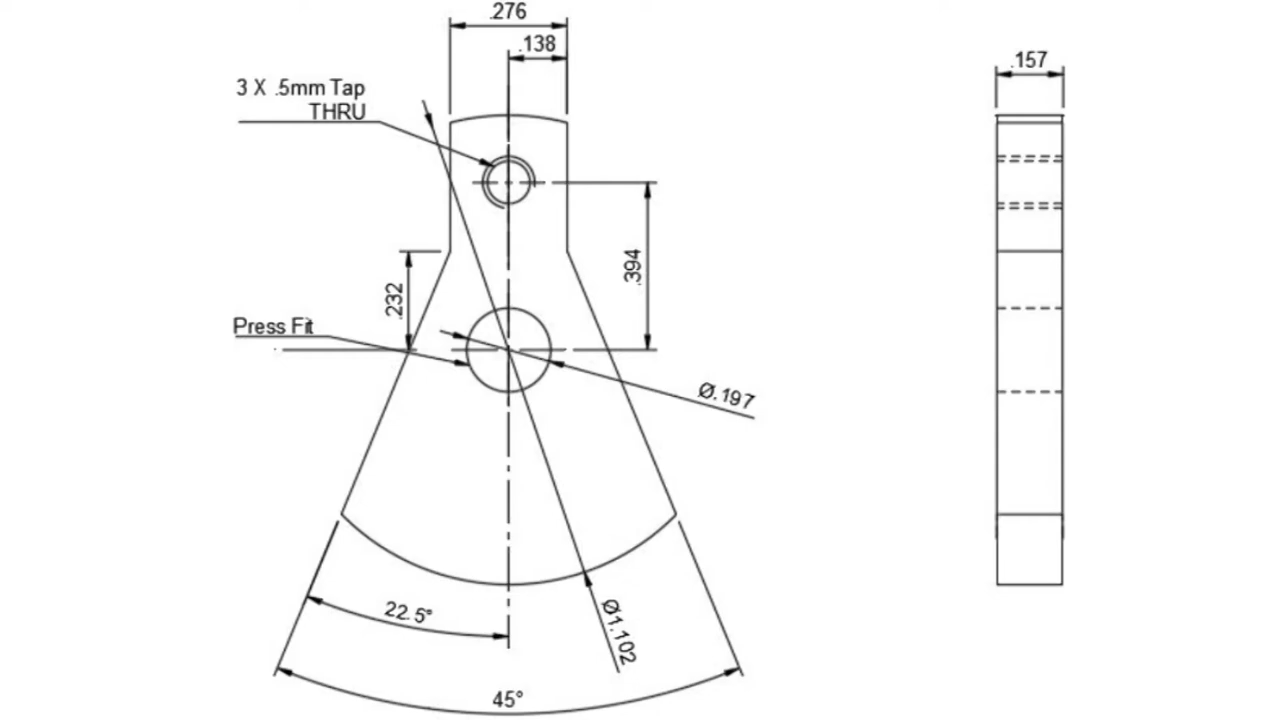 .276
.138
.157
3 X .5mm Tap
THRU
.394
.232
Press Fit
Ø.197
22.5°
Ø1.102
45°